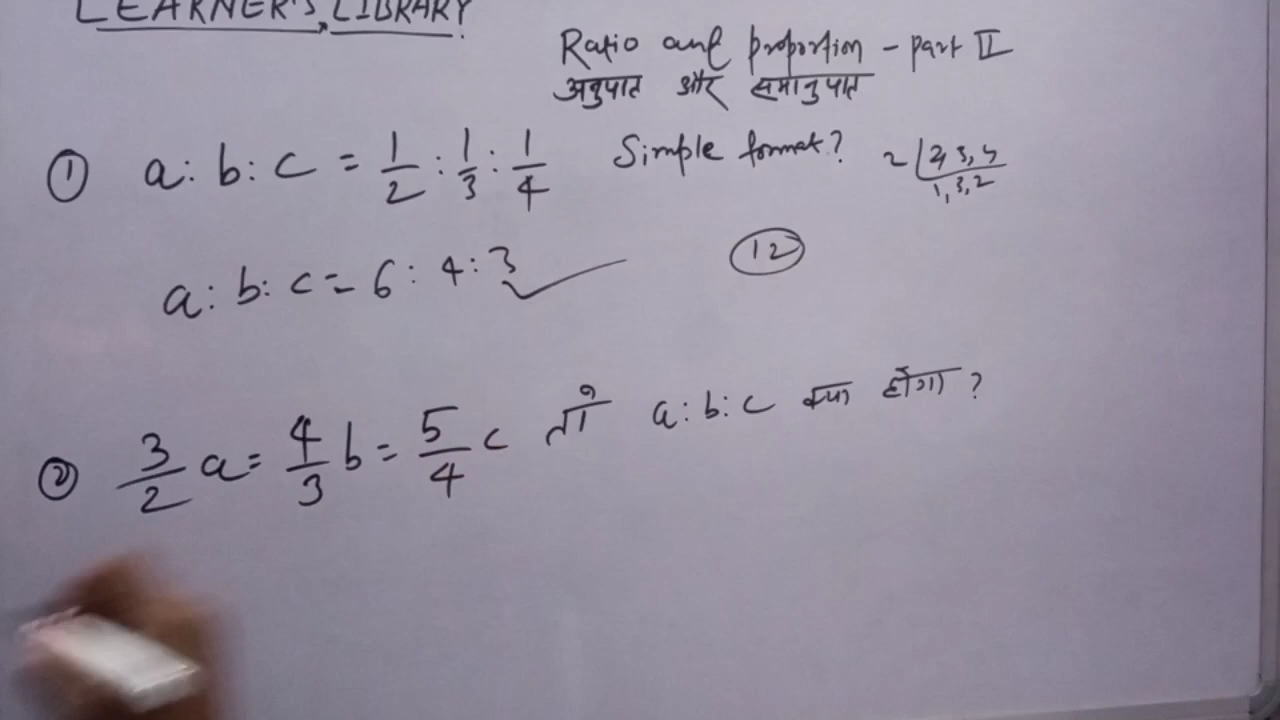 LEARNER'S LIBRARY
Ratio and proportion - part II
अनुपात और समानुपात
① a : b : c = 1/2 : 1/3 : 1/4 Simple format? 2 | 2, 3, 4
1, 3, 2
a : b : c = 6 : 4 : 3 ✓ 12
② 3/2 a = 4/3 b = 5/4 c तो a : b : c क्या होगा ?